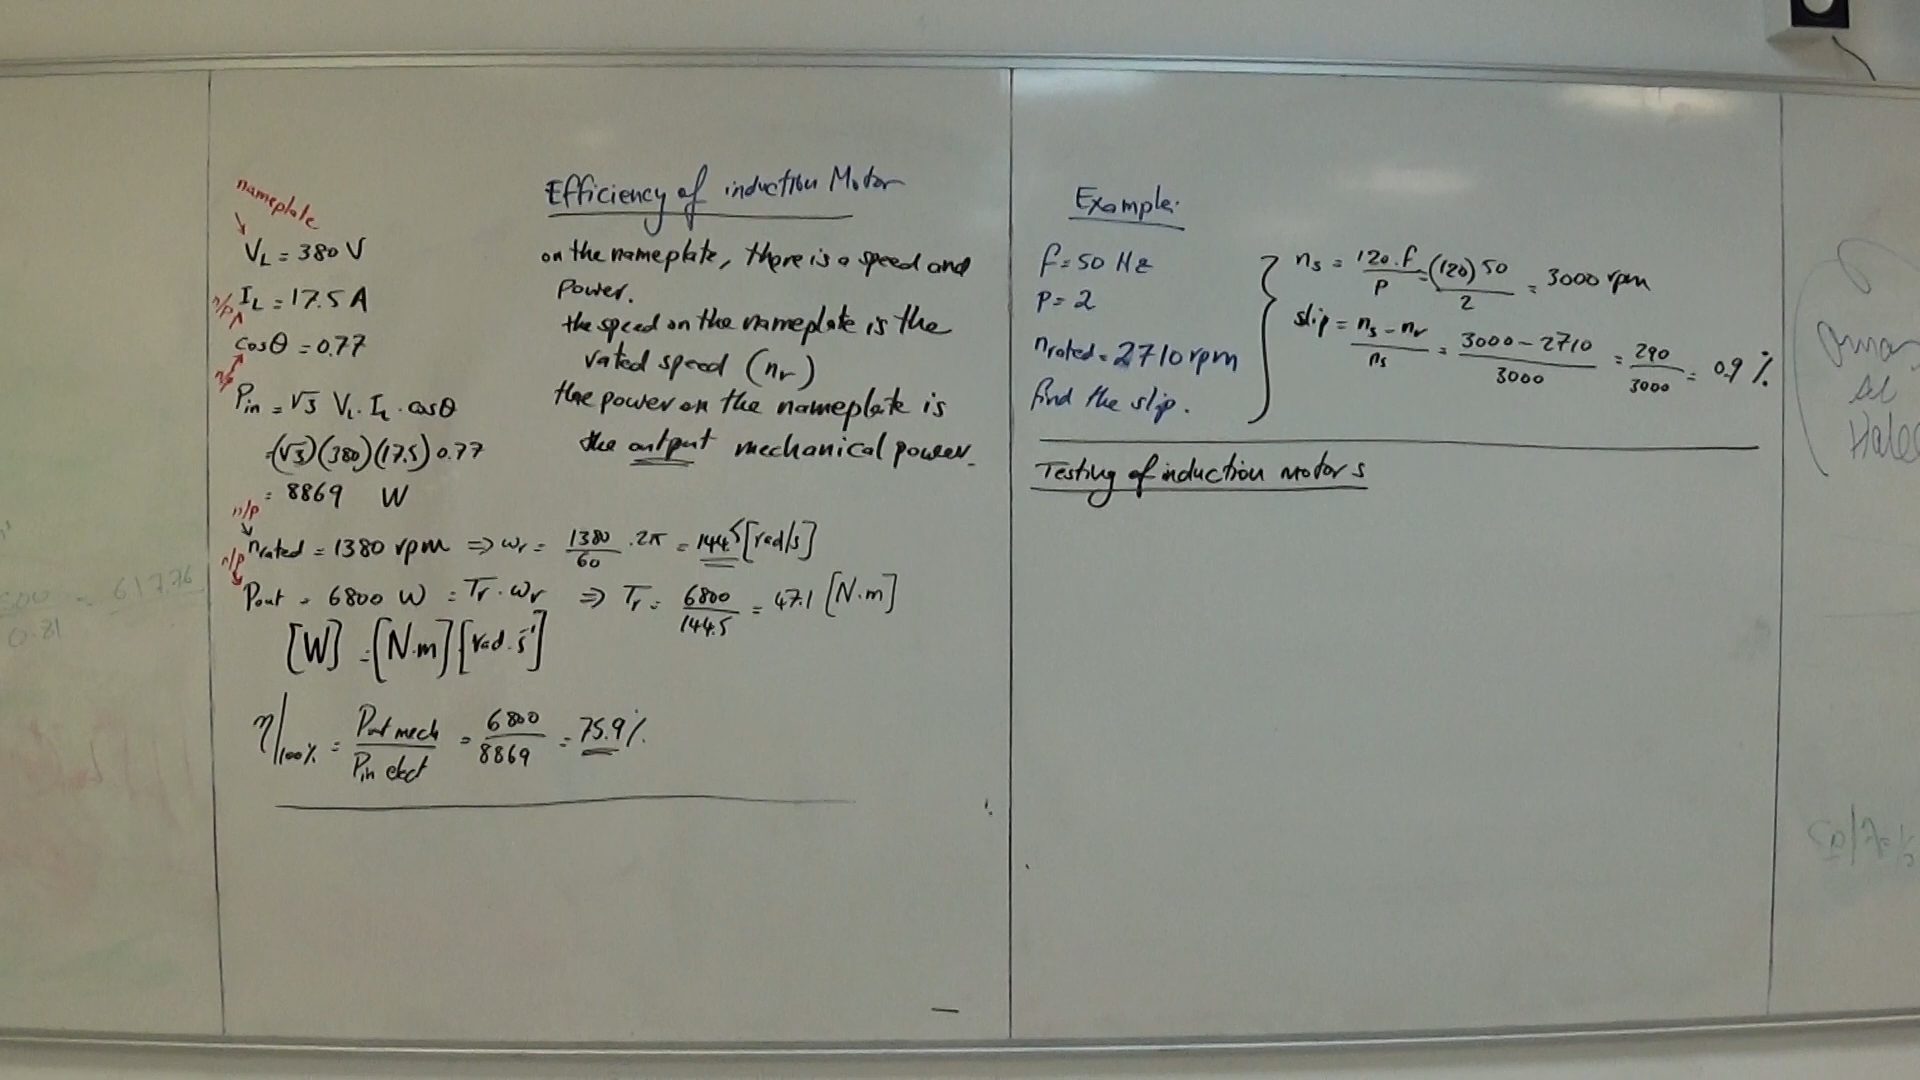 Efficiency of induction Motor
nameplate
V_L = 380 V
n/p I_L = 17.5 A
cosθ = 0.77
n/p
P_in = √3 V_L . I_L . cosθ
= (√3)(380)(17.5) 0.77
= 8869 W
on the nameplate, there is a speed and
power.
the speed on the nameplate is the
rated speed (n_r)
the power on the nameplate is
the output mechanical power.
n/p
n_rated = 1380 rpm ⇒ ω_r = 1380/60 . 2π = 144.5 [rad/s]
n/p
P_out = 6800 W = T_r . ω_r ⇒ T_r = 6800/144.5 = 47.1 [N.m]
[W] = [N.m] [rad.s⁻¹]
η|100% = Pout mech / Pin elect = 6800/8869 = 75.9 %
Example:
f = 50 Hz
P = 2
n_rated = 2710 rpm
find the slip.
n_s = 120.f / P = (120) 50 / 2 = 3000 rpm
slip = n_s - n_r / n_s = 3000 - 2710 / 3000 = 290/3000 = 0.9 %
Testing of induction motors
61776
0.81